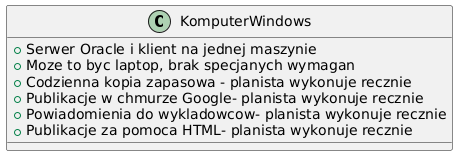 C KomputerWindows
Serwer Oracle i klient na jednej maszynie
Moze to byc laptop, brak specjanych wymagan
Codzienna kopia zapasowa - planista wykonuje recznie
Publikacje w chmurze Google- planista wykonuje recznie
Powiadomienia do wykladowcow- planista wykonuje recznie
Publikacje za pomoca HTML- planista wykonuje recznie